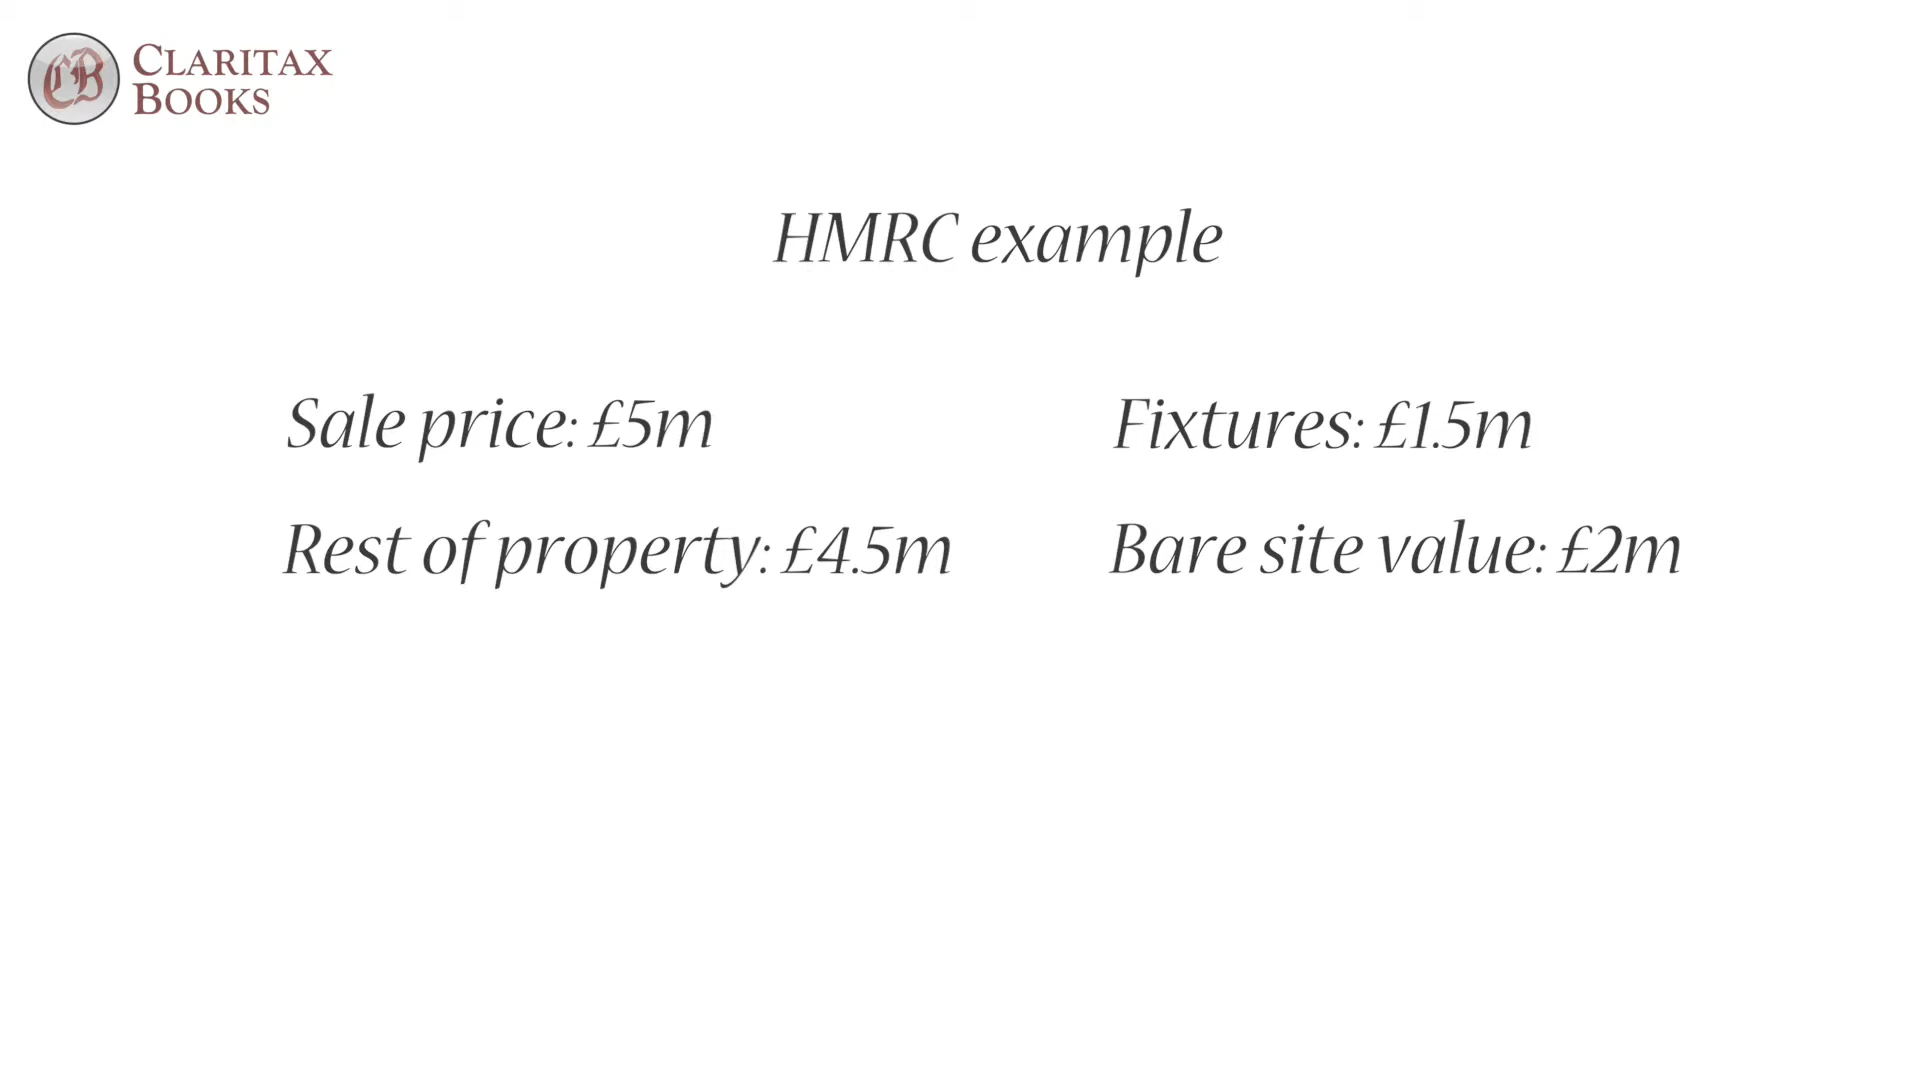 CLARITAX
BOOKS
HMRC example
Sale price: £5m
Fixtures: £1.5m
Rest of property: £4.5m
Bare site value: £2m